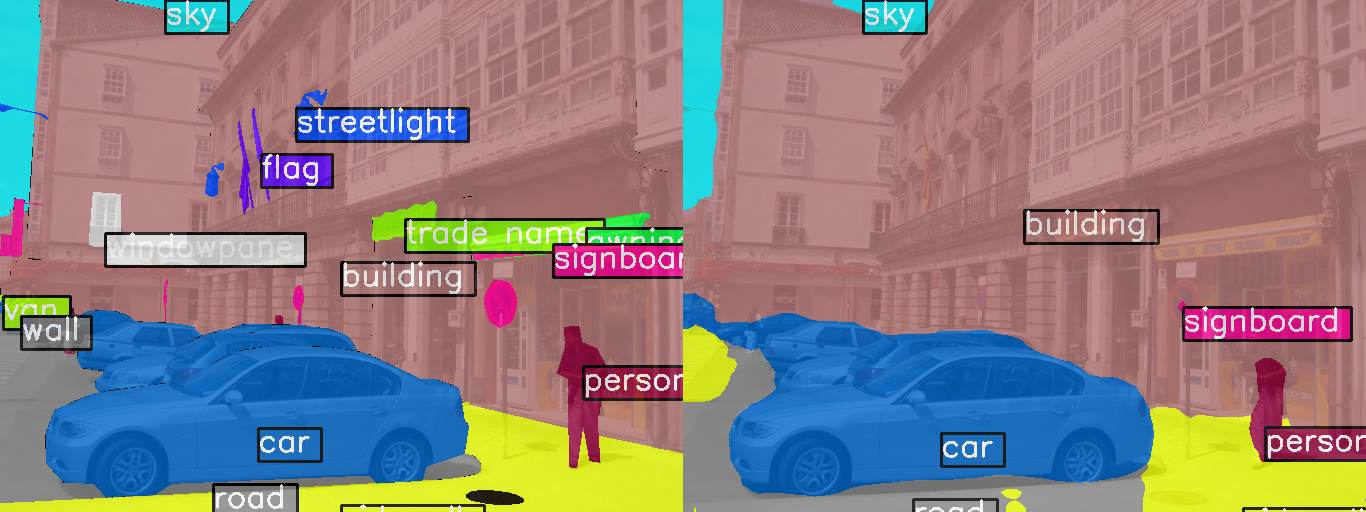 sky
sky
streetlight
flag
trade name
building
windowpane
signboar
building
van
wall
signboard
person
car
car
person
road